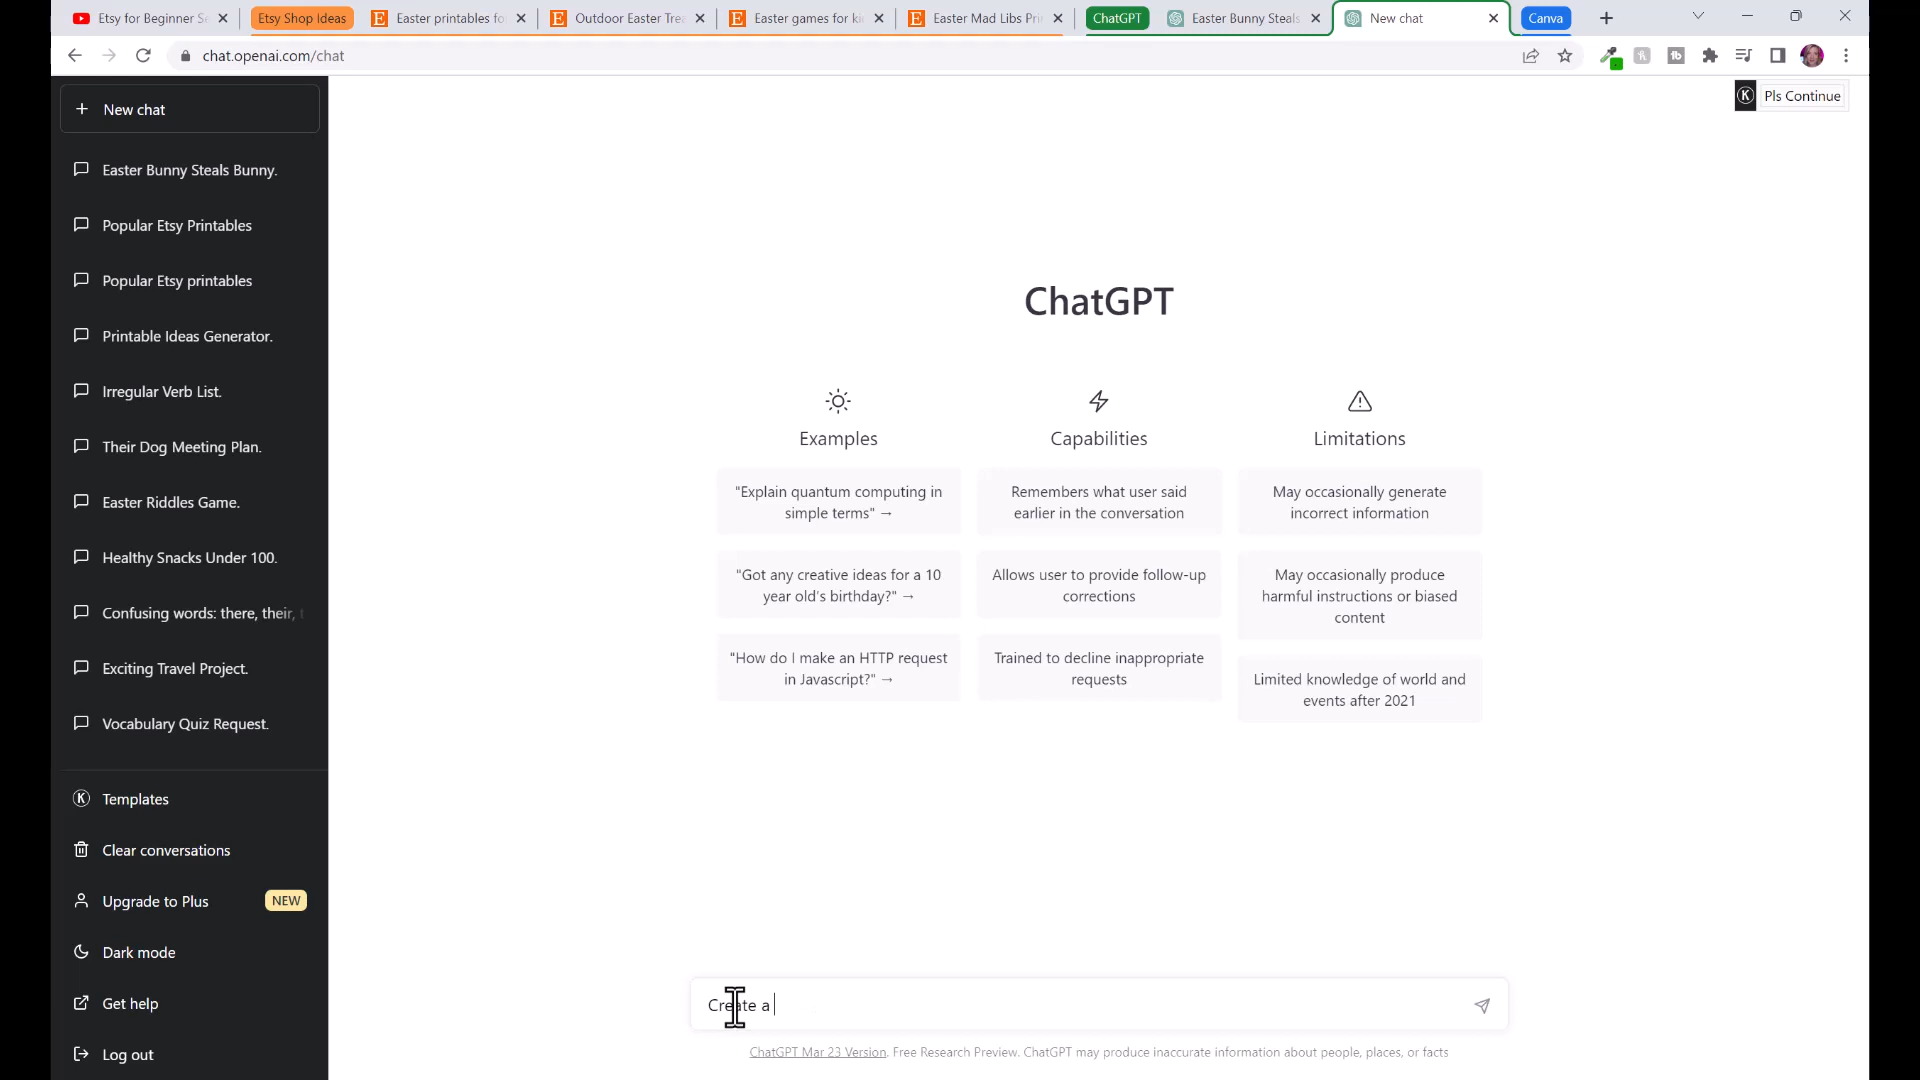 Etsy for Beginner Se
Etsy Shop Ideas
Easter printables fo
Outdoor Easter Trea
Easter games for ki
Easter Mad Libs Pri
ChatGPT
Easter Bunny Steals
New chat
Canva
chat.openai.com/chat
New chat
Pls Continue
Easter Bunny Steals Bunny.
Popular Etsy Printables
Popular Etsy printables
Printable Ideas Generator.
Irregular Verb List.
Their Dog Meeting Plan.
Easter Riddles Game.
Healthy Snacks Under 100.
Confusing words: there, their, t
Exciting Travel Project.
Vocabulary Quiz Request.
Templates
Clear conversations
Upgrade to Plus NEW
Dark mode
Get help
Log out
ChatGPT
Examples
"Explain quantum computing in
simple terms" →
"Got any creative ideas for a 10
year old's birthday?" →
"How do I make an HTTP request
in Javascript?" →
Capabilities
Remembers what user said
earlier in the conversation
Allows user to provide follow-up
corrections
Trained to decline inappropriate
requests
Limitations
May occasionally generate
incorrect information
May occasionally produce
harmful instructions or biased
content
Limited knowledge of world and
events after 2021
Create a
ChatGPT Mar 23 Version. Free Research Preview. ChatGPT may produce inaccurate information about people, places, or facts